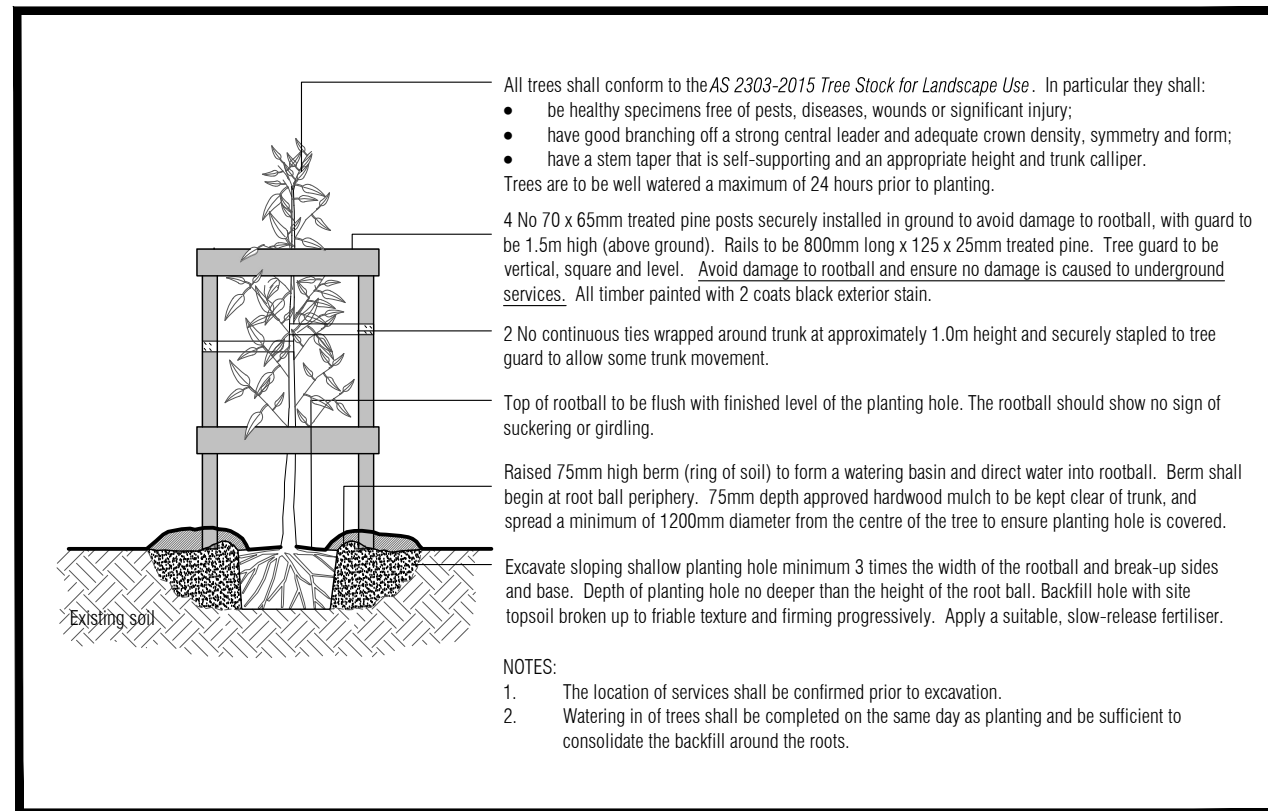 All trees shall conform to the AS 2303-2015 Tree Stock for Landscape Use. In particular they shall:
• be healthy specimens free of pests, diseases, wounds or significant injury;
• have good branching off a strong central leader and adequate crown density, symmetry and form;
• have a stem taper that is self-supporting and an appropriate height and trunk calliper.
Trees are to be well watered a maximum of 24 hours prior to planting.
4 No 70 x 65mm treated pine posts securely installed in ground to avoid damage to rootball, with guard to
be 1.5m high (above ground). Rails to be 800mm long x 125 x 25mm treated pine. Tree guard to be
vertical, square and level. Avoid damage to rootball and ensure no damage is caused to underground
services. All timber painted with 2 coats black exterior stain.
2 No continuous ties wrapped around trunk at approximately 1.0m height and securely stapled to tree
guard to allow some trunk movement.
Top of rootball to be flush with finished level of the planting hole. The rootball should show no sign of
suckering or girdling.
Raised 75mm high berm (ring of soil) to form a watering basin and direct water into rootball. Berm shall
begin at root ball periphery. 75mm depth approved hardwood mulch to be kept clear of trunk, and
spread a minimum of 1200mm diameter from the centre of the tree to ensure planting hole is covered.
Excavate sloping shallow planting hole minimum 3 times the width of the rootball and break-up sides
and base. Depth of planting hole no deeper than the height of the root ball. Backfill hole with site
topsoil broken up to friable texture and firming progressively. Apply a suitable, slow-release fertiliser.
Existing soil
NOTES:
1. The location of services shall be confirmed prior to excavation.
2. Watering in of trees shall be completed on the same day as planting and be sufficient to
consolidate the backfill around the roots.